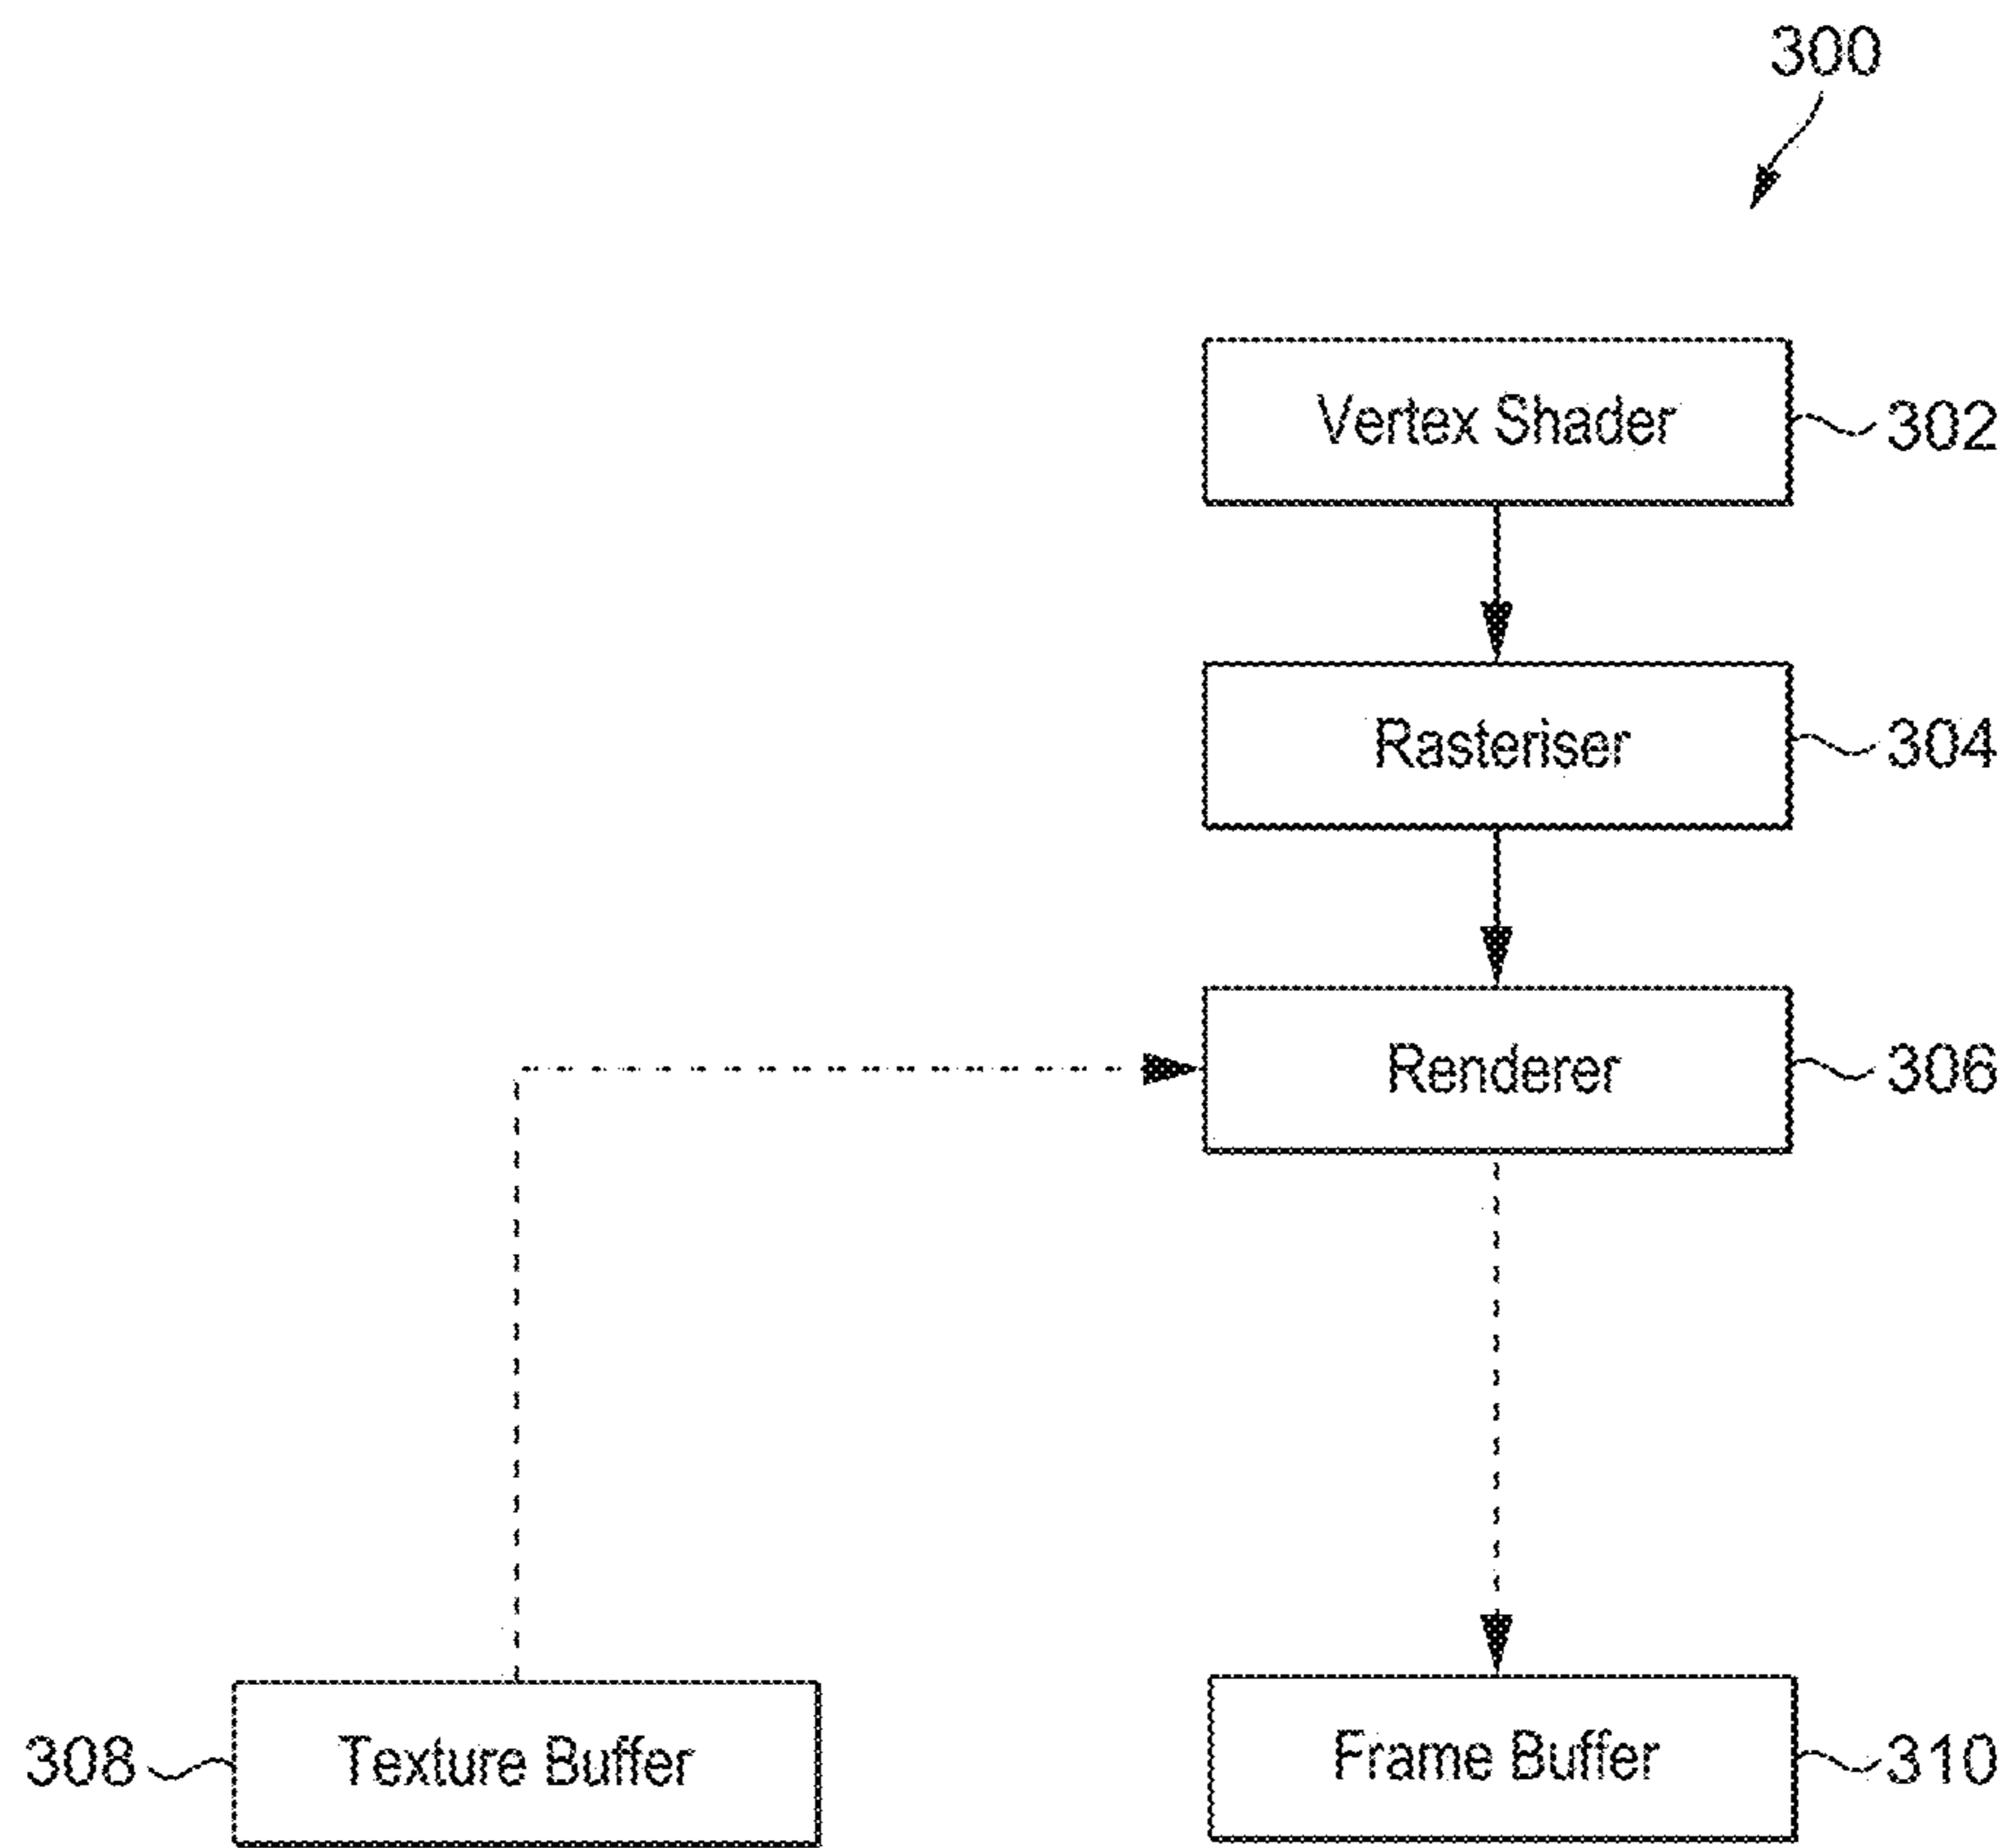 300
Vertex Shader
302
Rasteriser
304
Renderer
306
308
Texture Buffer
Frame Buffer
310